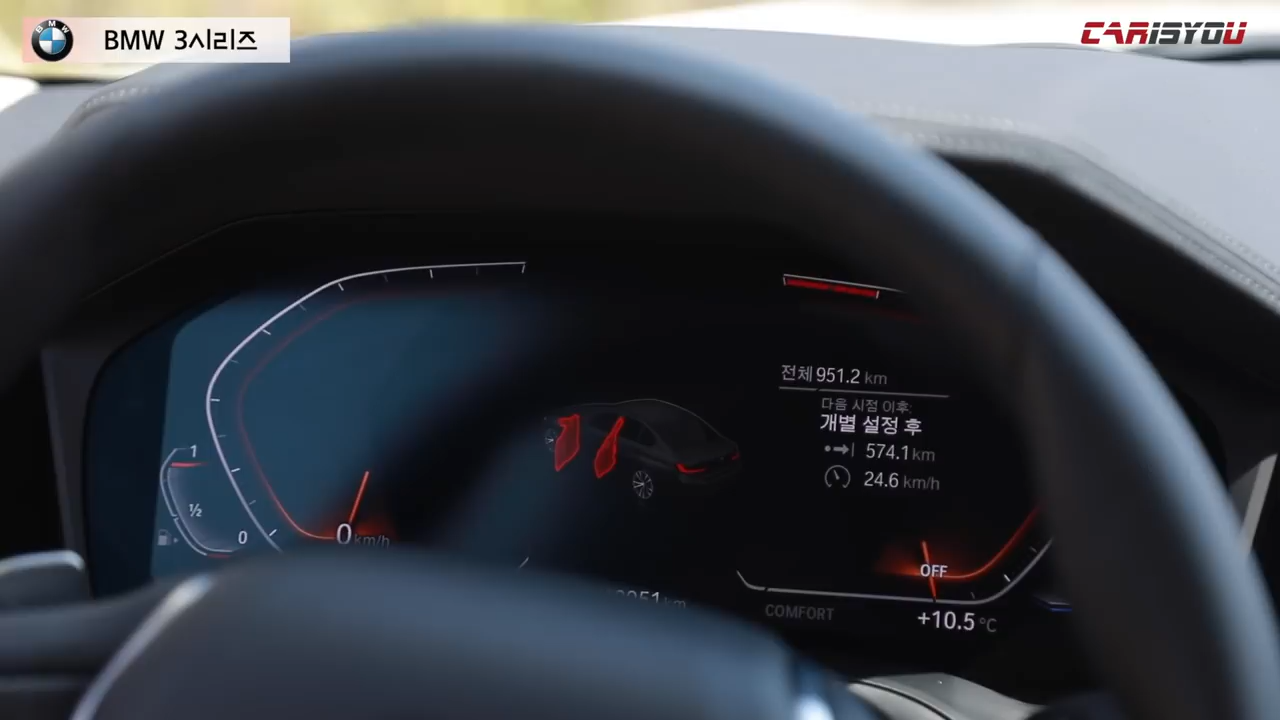 BMW
BMW 3시리즈
CARISYOU
전체 951.2 km
다음 시점 이후:
개별 설정 후
574.1 km
24.6 km/h
1
1/2
0
0 km/h
OFF
COMFORT
+10.5 °C